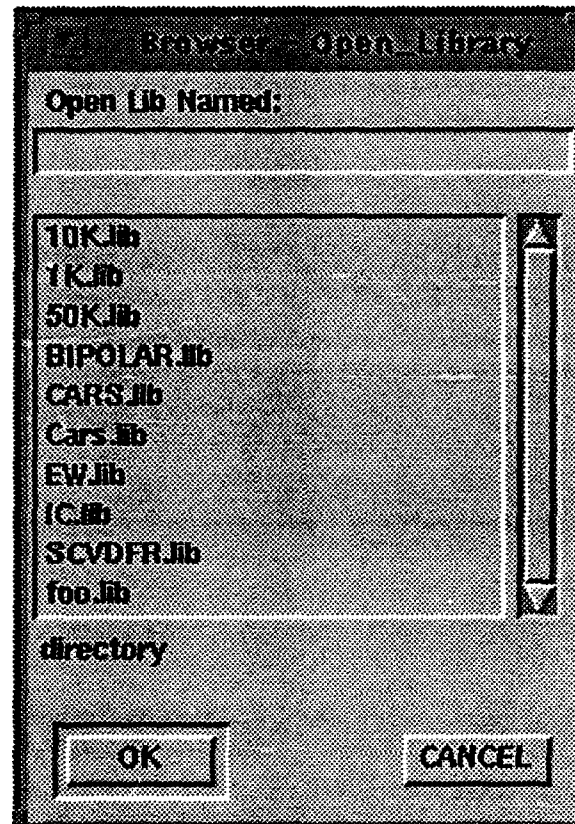 Browser - Open_Library
Open Lib Named:
10K.lib
1K.lib
50K.lib
BIPOLAR.lib
CARS.lib
Cars.lib
EW.lib
IC.lib
SCVDFR.lib
foo.lib
directory
OK
CANCEL